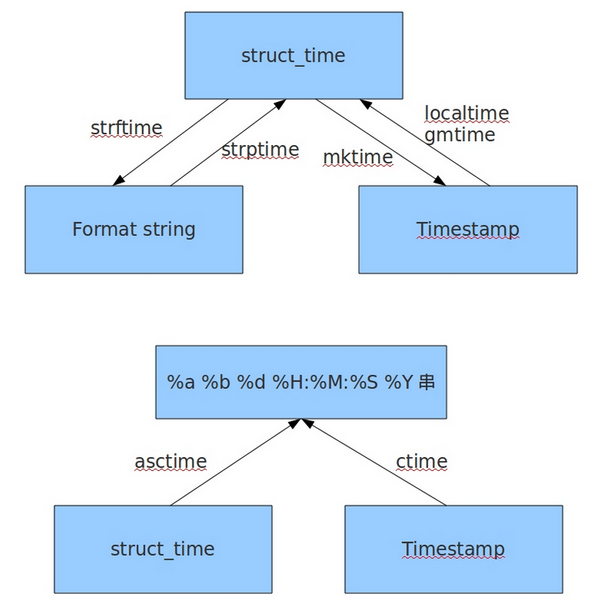 struct_time
strftime
strptime
mktime
localtime
gmtime
Format string
Timestamp
%a %b %d %H:%M:%S %Y 串
asctime
ctime
struct_time
Timestamp